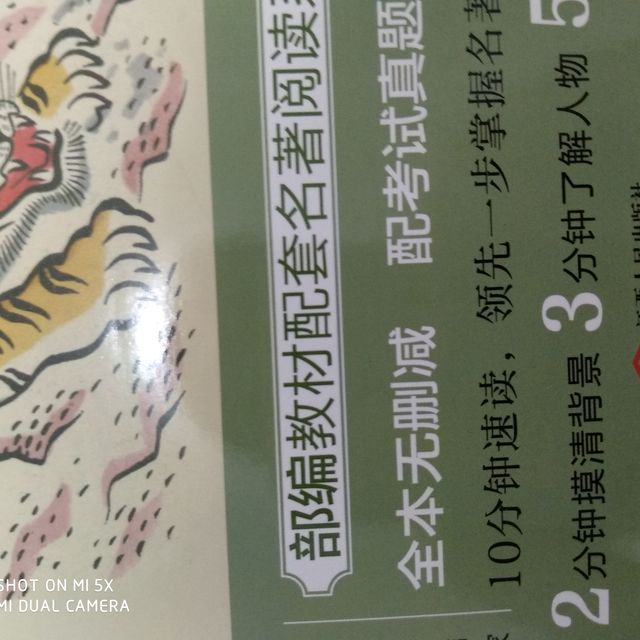 部编教材配套名著阅读
全本无删减 配考试真题
10分钟速读，领先一步掌握名著
2分钟摸清背景 3分钟了解人物 5
SHOT ON MI 5X
MI DUAL CAMERA